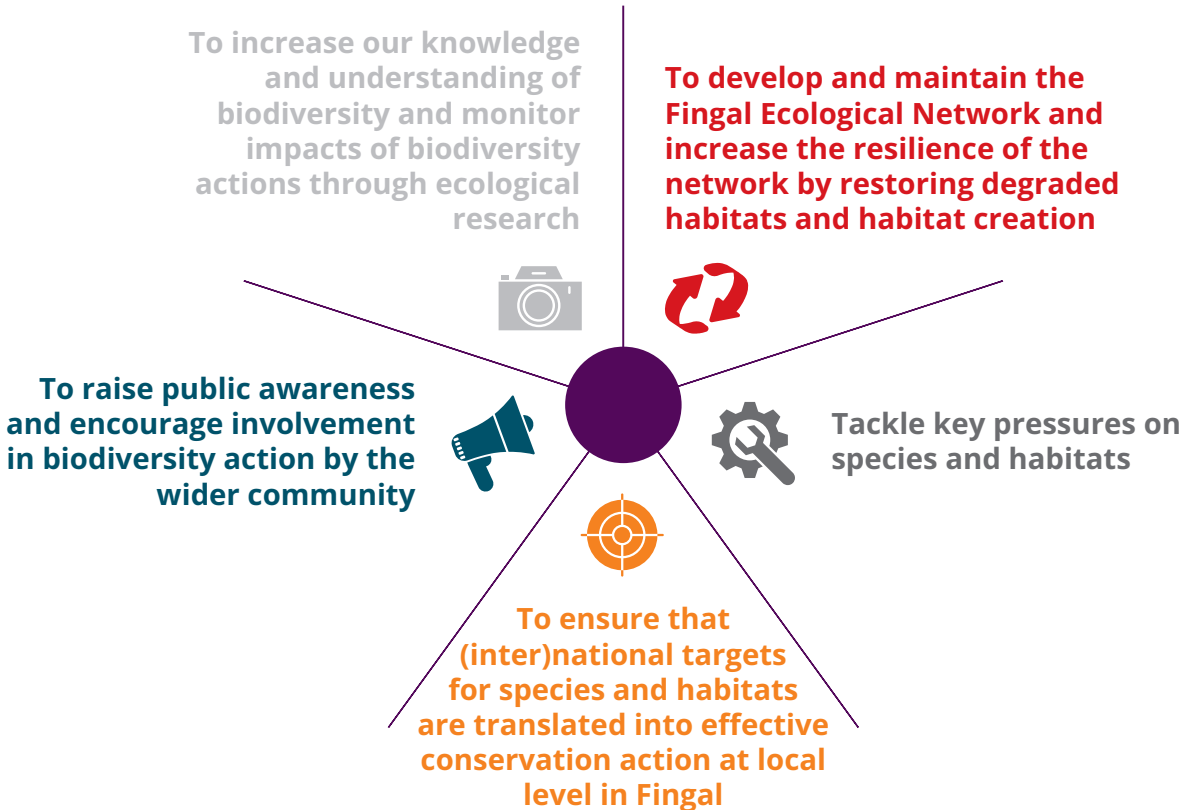 To increase our knowledge
and understanding of
biodiversity and monitor
impacts of biodiversity
actions through ecological
research
To develop and maintain the
Fingal Ecological Network and
increase the resilience of the
network by restoring degraded
habitats and habitat creation
To raise public awareness
and encourage involvement
in biodiversity action by the
wider community
Tackle key pressures on
species and habitats
To ensure that
(inter)national targets
for species and habitats
are translated into effective
conservation action at local
level in Fingal